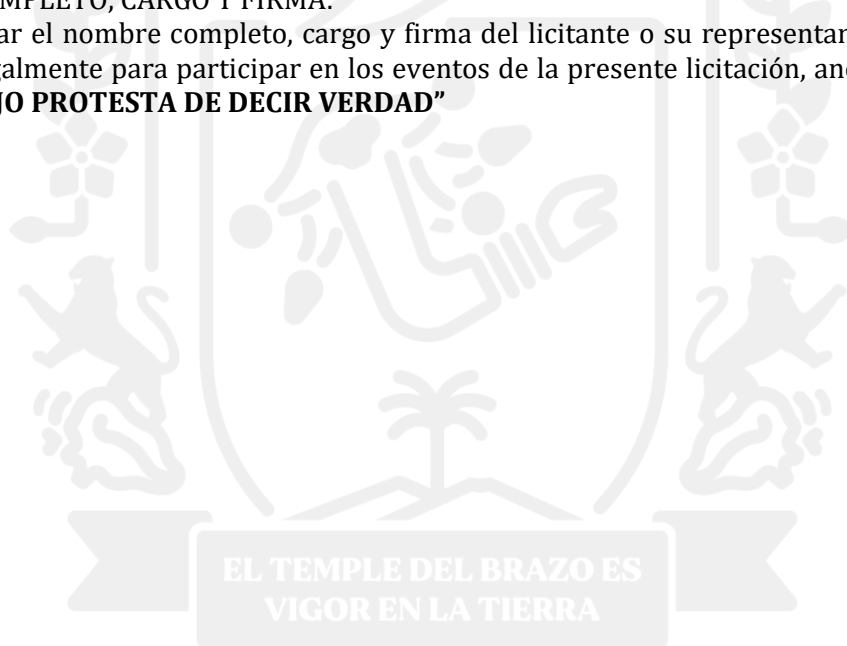 MPLETO, CARGO Y FIRMA.
ar el nombre completo, cargo y firma del licitante o su representan
galmente para participar en los eventos de la presente licitación, an
JO PROTESTA DE DECIR VERDAD”
EL TEMPLE DEL BRAZO ES
VIGOR EN LA TIERRA